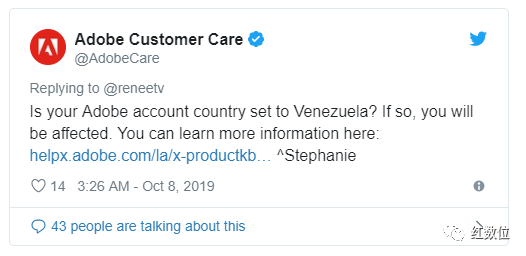 Adobe Customer Care
@AdobeCare
Replying to @reneetv
Is your Adobe account country set to Venezuela? If so, you will
be affected. You can learn more information here:
helpx.adobe.com/la/x-productkb… ^Stephanie
14 3:26 AM - Oct 8, 2019
43 people are talking about this
红数位